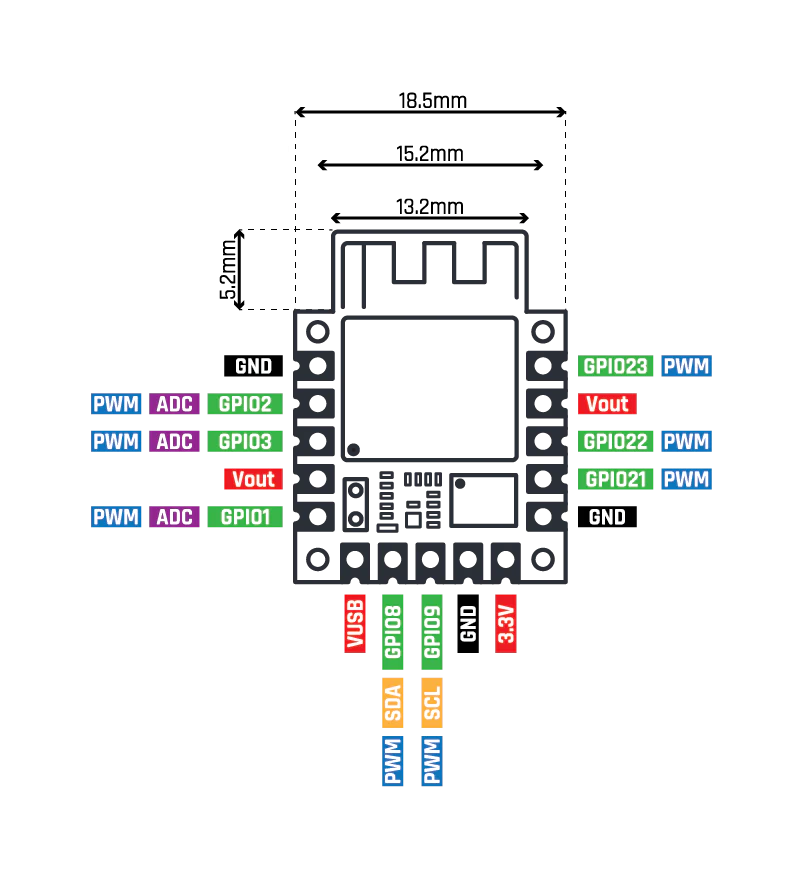 18.5mm
15.2mm
13.2mm
5.2mm
GND
GPIO23 PWM
PWM ADC GPIO2
Vout
PWM ADC GPIO3
GPIO22 PWM
Vout
GPIO21 PWM
PWM ADC GPIO1
GND
VUSB GPIO8 GPIO9 GND 3.3V
SDA SCL
PWM PWM